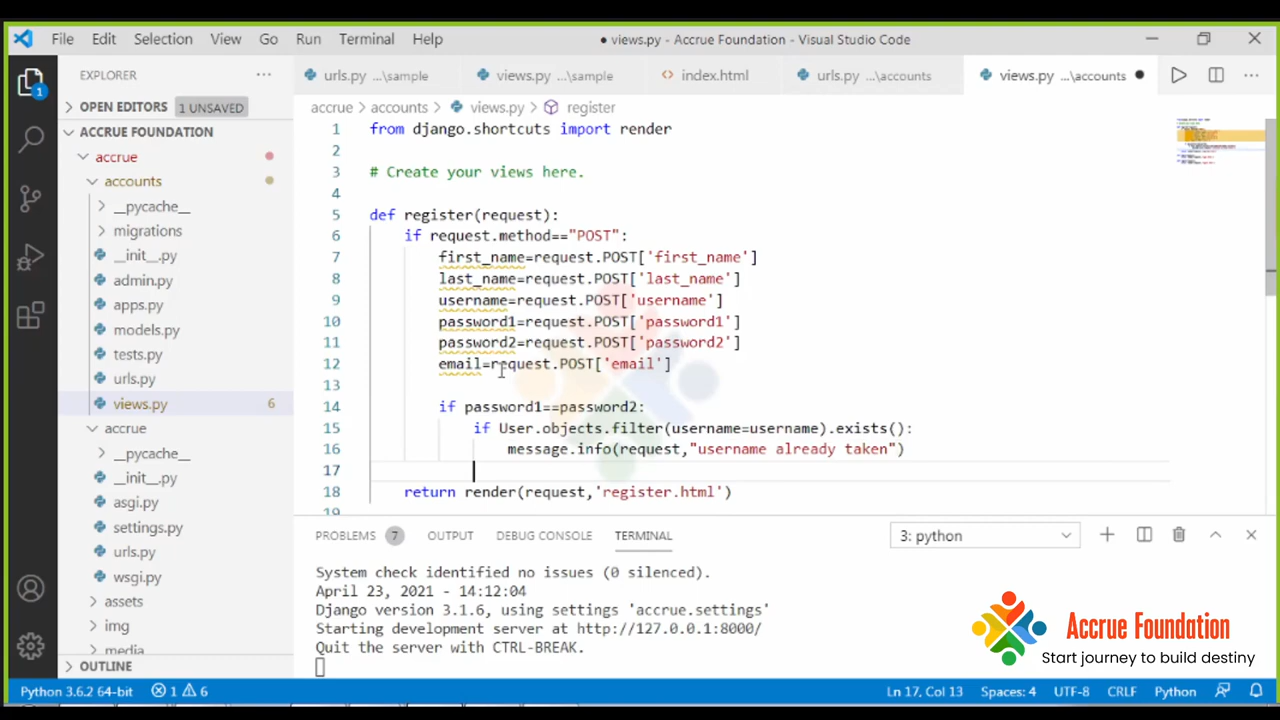 File Edit Selection View Go Run Terminal Help
● views.py - Accrue Foundation - Visual Studio Code
EXPLORER
OPEN EDITORS 1 UNSAVED
ACCRUE FOUNDATION
accrue
accounts
__pycache__
migrations
__init__.py
admin.py
apps.py
models.py
tests.py
urls.py
views.py 6
accrue
__pycache__
__init__.py
asgi.py
settings.py
urls.py
wsgi.py
assets
img
media
OUTLINE
1
urls.py ...\sample
views.py ...\sample
index.html
urls.py ...\accounts
views.py ...\accounts
accrue > accounts > views.py > register
1 from django.shortcuts import render
2
3 # Create your views here.
4
5 def register(request):
6 if request.method=="POST":
7 first_name=request.POST['first_name']
8 last_name=request.POST['last_name']
9 username=request.POST['username']
10 password1=request.POST['password1']
11 password2=request.POST['password2']
12 email=request.POST['email']
13
14 if password1==password2:
15 if User.objects.filter(username=username).exists():
16 message.info(request,"username already taken")
17
18 return render(request,'register.html')
19
PROBLEMS 7 OUTPUT DEBUG CONSOLE TERMINAL
3: python
System check identified no issues (0 silenced).
April 23, 2021 - 14:12:04
Django version 3.1.6, using settings 'accrue.settings'
Starting development server at http://127.0.0.1:8000/
Quit the server with CTRL-BREAK.
Accrue Foundation
Start journey to build destiny
Python 3.6.2 64-bit 1 6
Ln 17, Col 13 Spaces: 4 UTF-8 CRLF Python